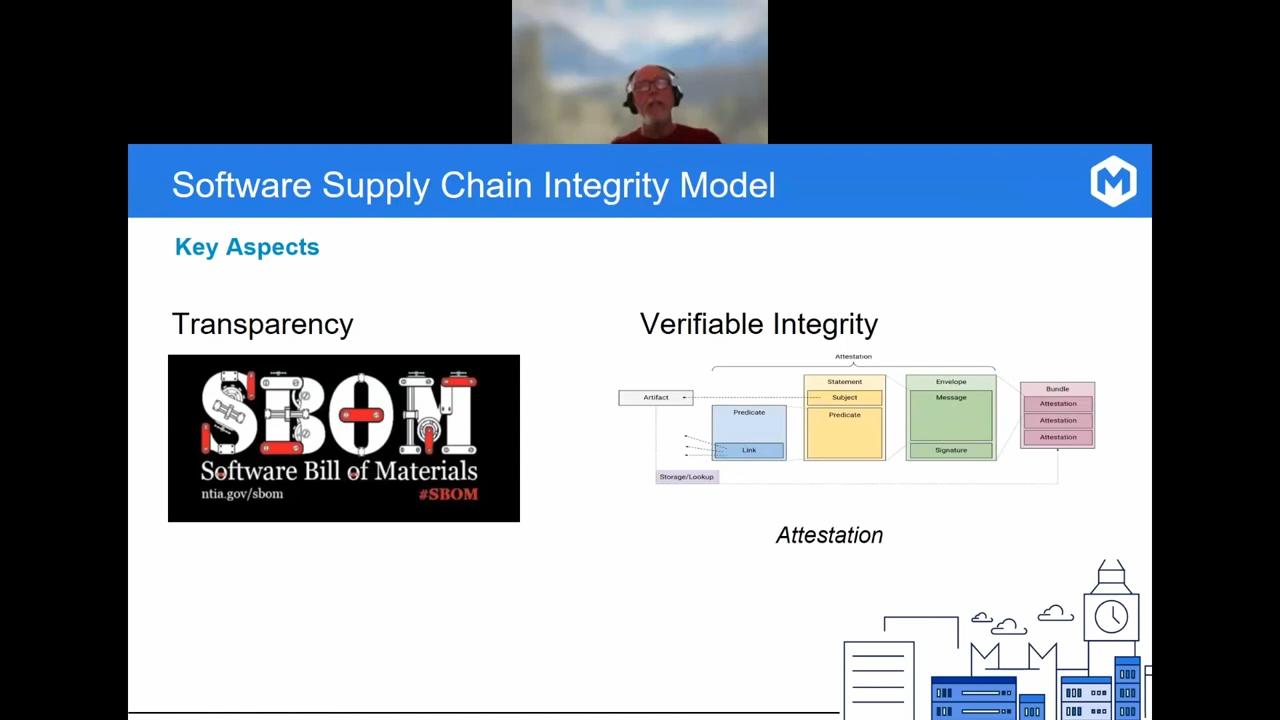 Software Supply Chain Integrity Model
Key Aspects
Transparency
SBOM
Software Bill of Materials
ntia.gov/sbom
#SBOM
Verifiable Integrity
Attestation
Artifact
Predicate
Link
Storage/Lookup
Statement
Subject
Predicate
Envelope
Message
Signature
Bundle
Attestation
Attestation
Attestation
Attestation